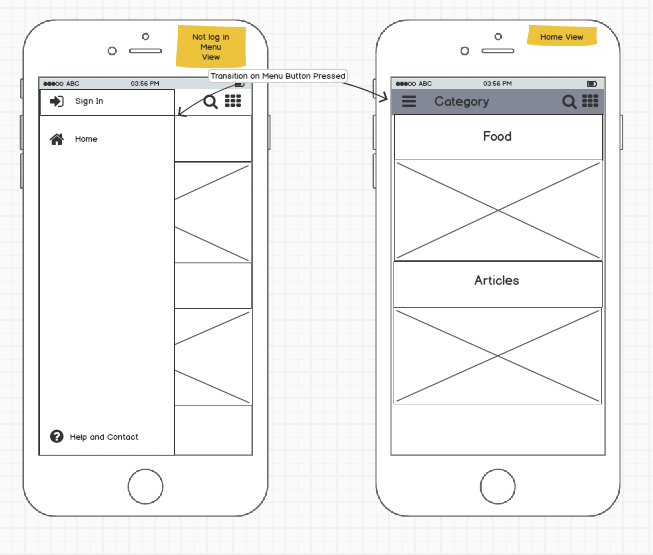 Not log in
Menu
View
Home View
Transition on Menu Button Pressed
ABC
03:56 PM
Sign In
Home
Help and Contact
ABC
03:56 PM
Category
Food
Articles